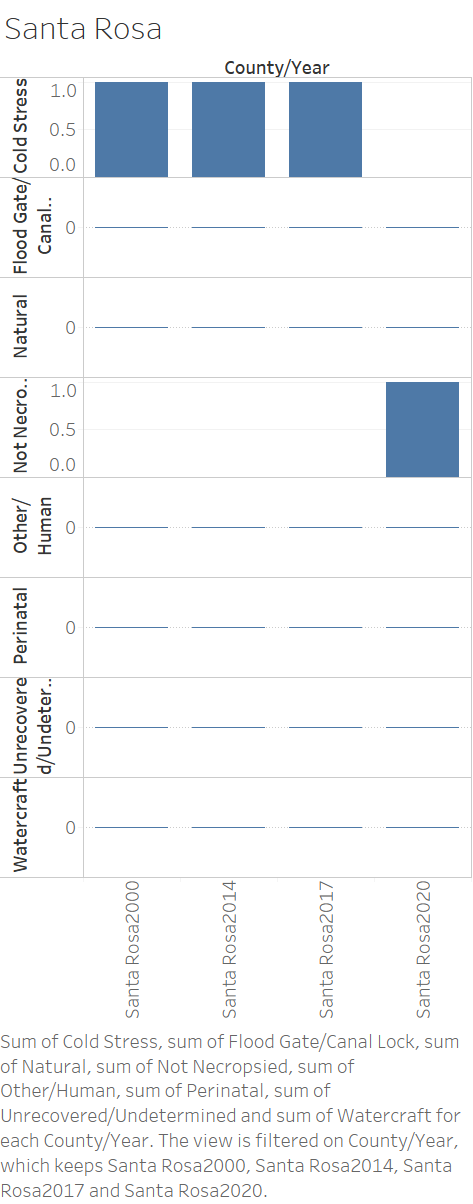 Santa Rosa
County/Year
Cold Stress
1.0
0.5
0.0
Flood Gate/
Canal..
0
Natural
0
Not Necro..
1.0
0.5
0.0
Other/
Human
0
Perinatal
0
Unrecovere
d/Undeter..
0
Watercraft
0
Santa Rosa2000
Santa Rosa2014
Santa Rosa2017
Santa Rosa2020
Sum of Cold Stress, sum of Flood Gate/Canal Lock, sum
of Natural, sum of Not Necropsied, sum of
Other/Human, sum of Perinatal, sum of
Unrecovered/Undetermined and sum of Watercraft for
each County/Year. The view is filtered on County/Year,
which keeps Santa Rosa2000, Santa Rosa2014, Santa
Rosa2017 and Santa Rosa2020.